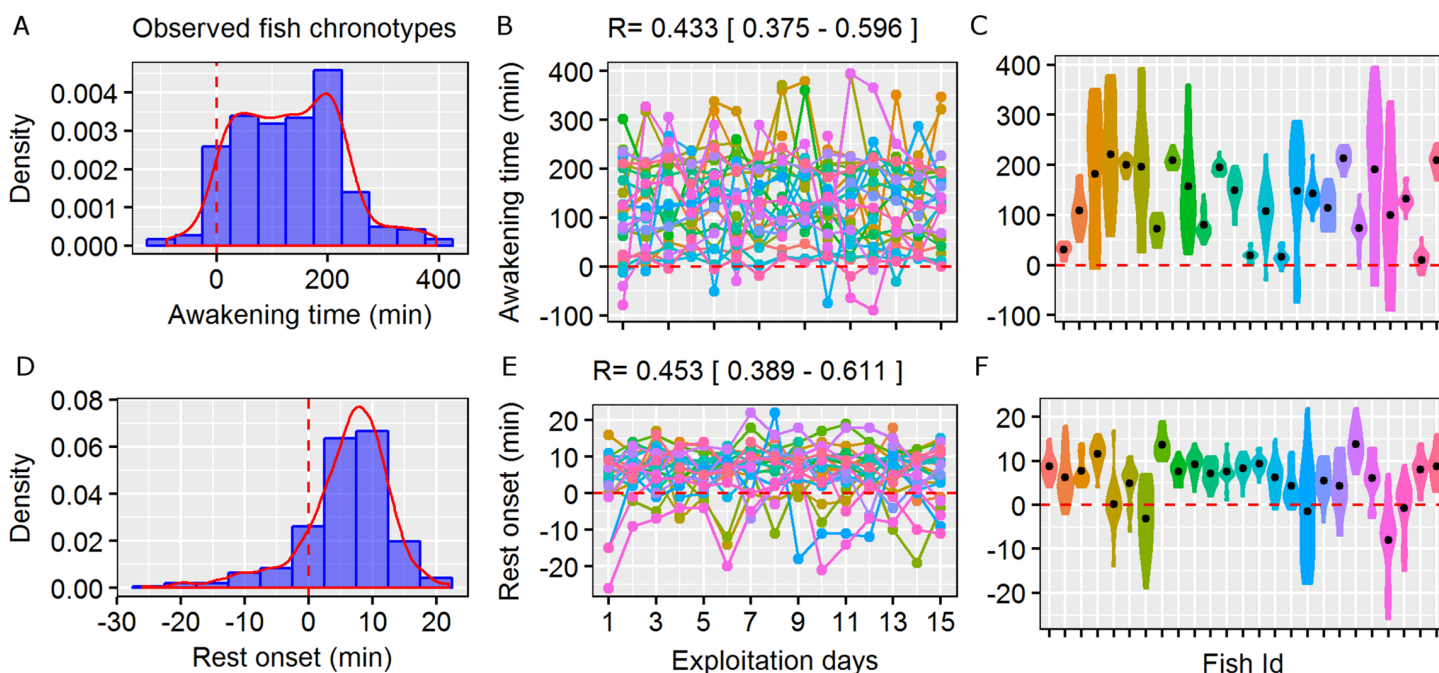 A
Observed fish chronotypes
Density
0.004
0.003
0.002
0.001
0.000
0
200
400
Awakening time (min)
B
R= 0.433 [ 0.375 - 0.596 ]
Awakening time (min)
400
300
200
100
0
-100
C
400
300
200
100
0
-100
D
Density
0.08
0.06
0.04
0.02
0.00
-30
-20
-10
0
10
20
Rest onset (min)
E
R= 0.453 [ 0.389 - 0.611 ]
Rest onset (min)
20
10
0
-10
-20
1
3
5
7
9
11
13
15
Exploitation days
F
20
10
0
-10
-20
Fish Id